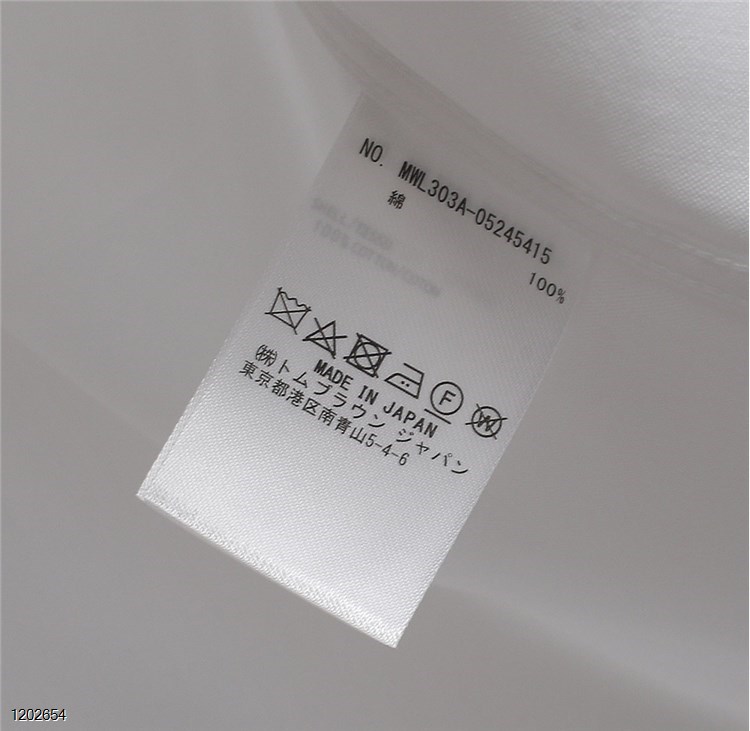 NO. MWL303A-05245415
綿 100%
F W
MADE IN JAPAN
㈱トムブラウン ジャパン
東京都港区南青山5-4-6
1202654